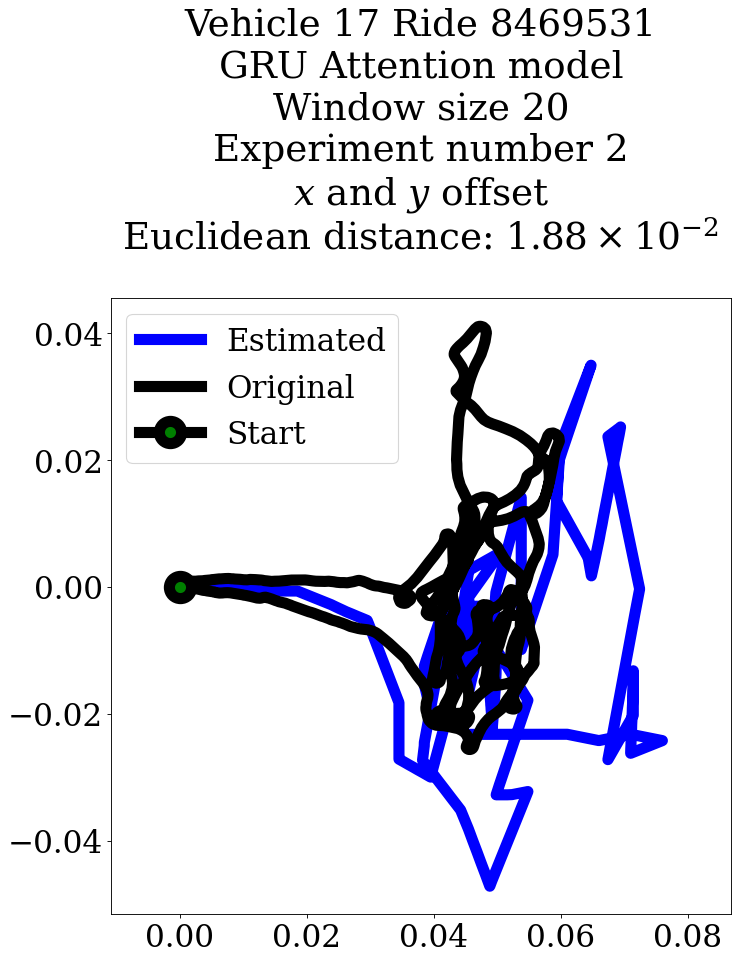 Vehicle 17 Ride 8469531
GRU Attention model
Window size 20
Experiment number 2
x and y offset
Euclidean distance: 1.88 × 10⁻²
Estimated
Original
Start
0.04
0.02
0.00
−0.02
−0.04
0.00 0.02 0.04 0.06 0.08